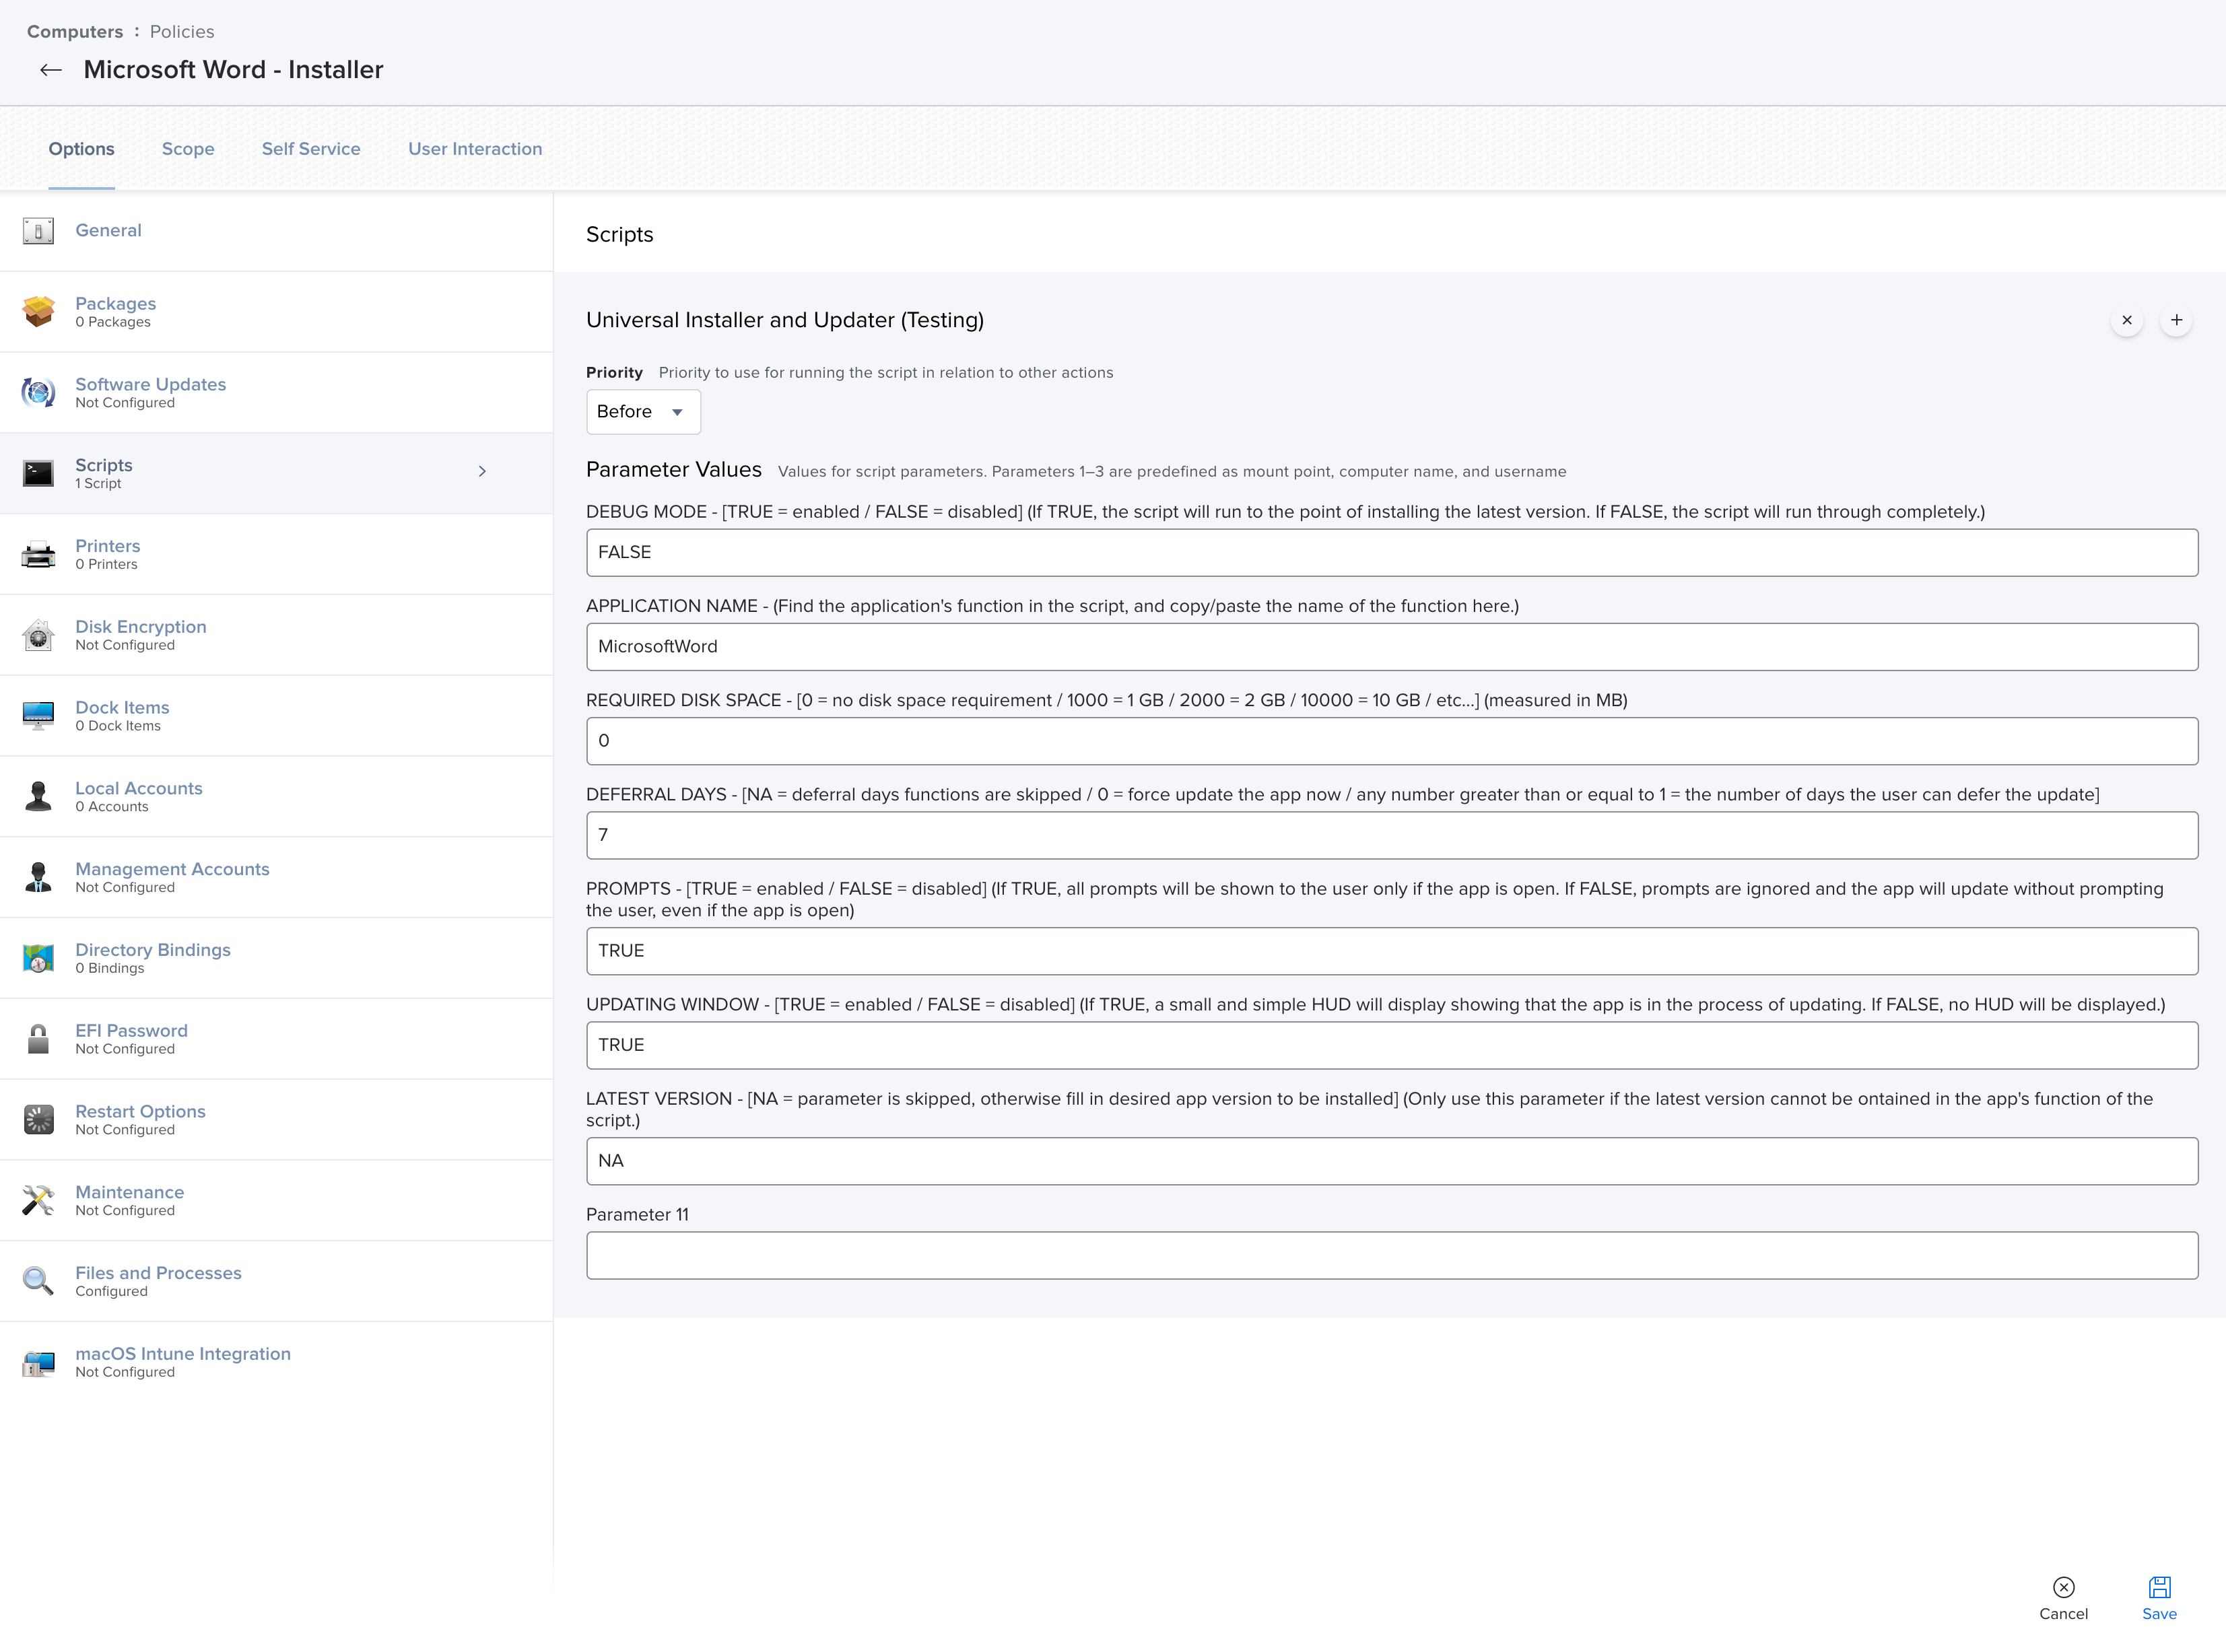 Computers : Policies
Microsoft Word - Installer
Options
Scope
Self Service
User Interaction
General
Packages
0 Packages
Software Updates
Not Configured
Scripts
1 Script
Printers
0 Printers
Disk Encryption
Not Configured
Dock Items
0 Dock Items
Local Accounts
0 Accounts
Management Accounts
Not Configured
Directory Bindings
0 Bindings
EFI Password
Not Configured
Restart Options
Not Configured
Maintenance
Not Configured
Files and Processes
Configured
macOS Intune Integration
Not Configured
Scripts
Universal Installer and Updater (Testing)
Priority Priority to use for running the script in relation to other actions
Before
Parameter Values Values for script parameters. Parameters 1–3 are predefined as mount point, computer name, and username
DEBUG MODE - [TRUE = enabled / FALSE = disabled] (If TRUE, the script will run to the point of installing the latest version. If FALSE, the script will run through completely.)
FALSE
APPLICATION NAME - (Find the application's function in the script, and copy/paste the name of the function here.)
MicrosoftWord
REQUIRED DISK SPACE - [0 = no disk space requirement / 1000 = 1 GB / 2000 = 2 GB / 10000 = 10 GB / etc...] (measured in MB)
0
DEFERRAL DAYS - [NA = deferral days functions are skipped / 0 = force update the app now / any number greater than or equal to 1 = the number of days the user can defer the update]
7
PROMPTS - [TRUE = enabled / FALSE = disabled] (If TRUE, all prompts will be shown to the user only if the app is open. If FALSE, prompts are ignored and the app will update without prompting
the user, even if the app is open)
TRUE
UPDATING WINDOW - [TRUE = enabled / FALSE = disabled] (If TRUE, a small and simple HUD will display showing that the app is in the process of updating. If FALSE, no HUD will be displayed.)
TRUE
LATEST VERSION - [NA = parameter is skipped, otherwise fill in desired app version to be installed] (Only use this parameter if the latest version cannot be ontained in the app's function of the
script.)
NA
Parameter 11
Cancel
Save